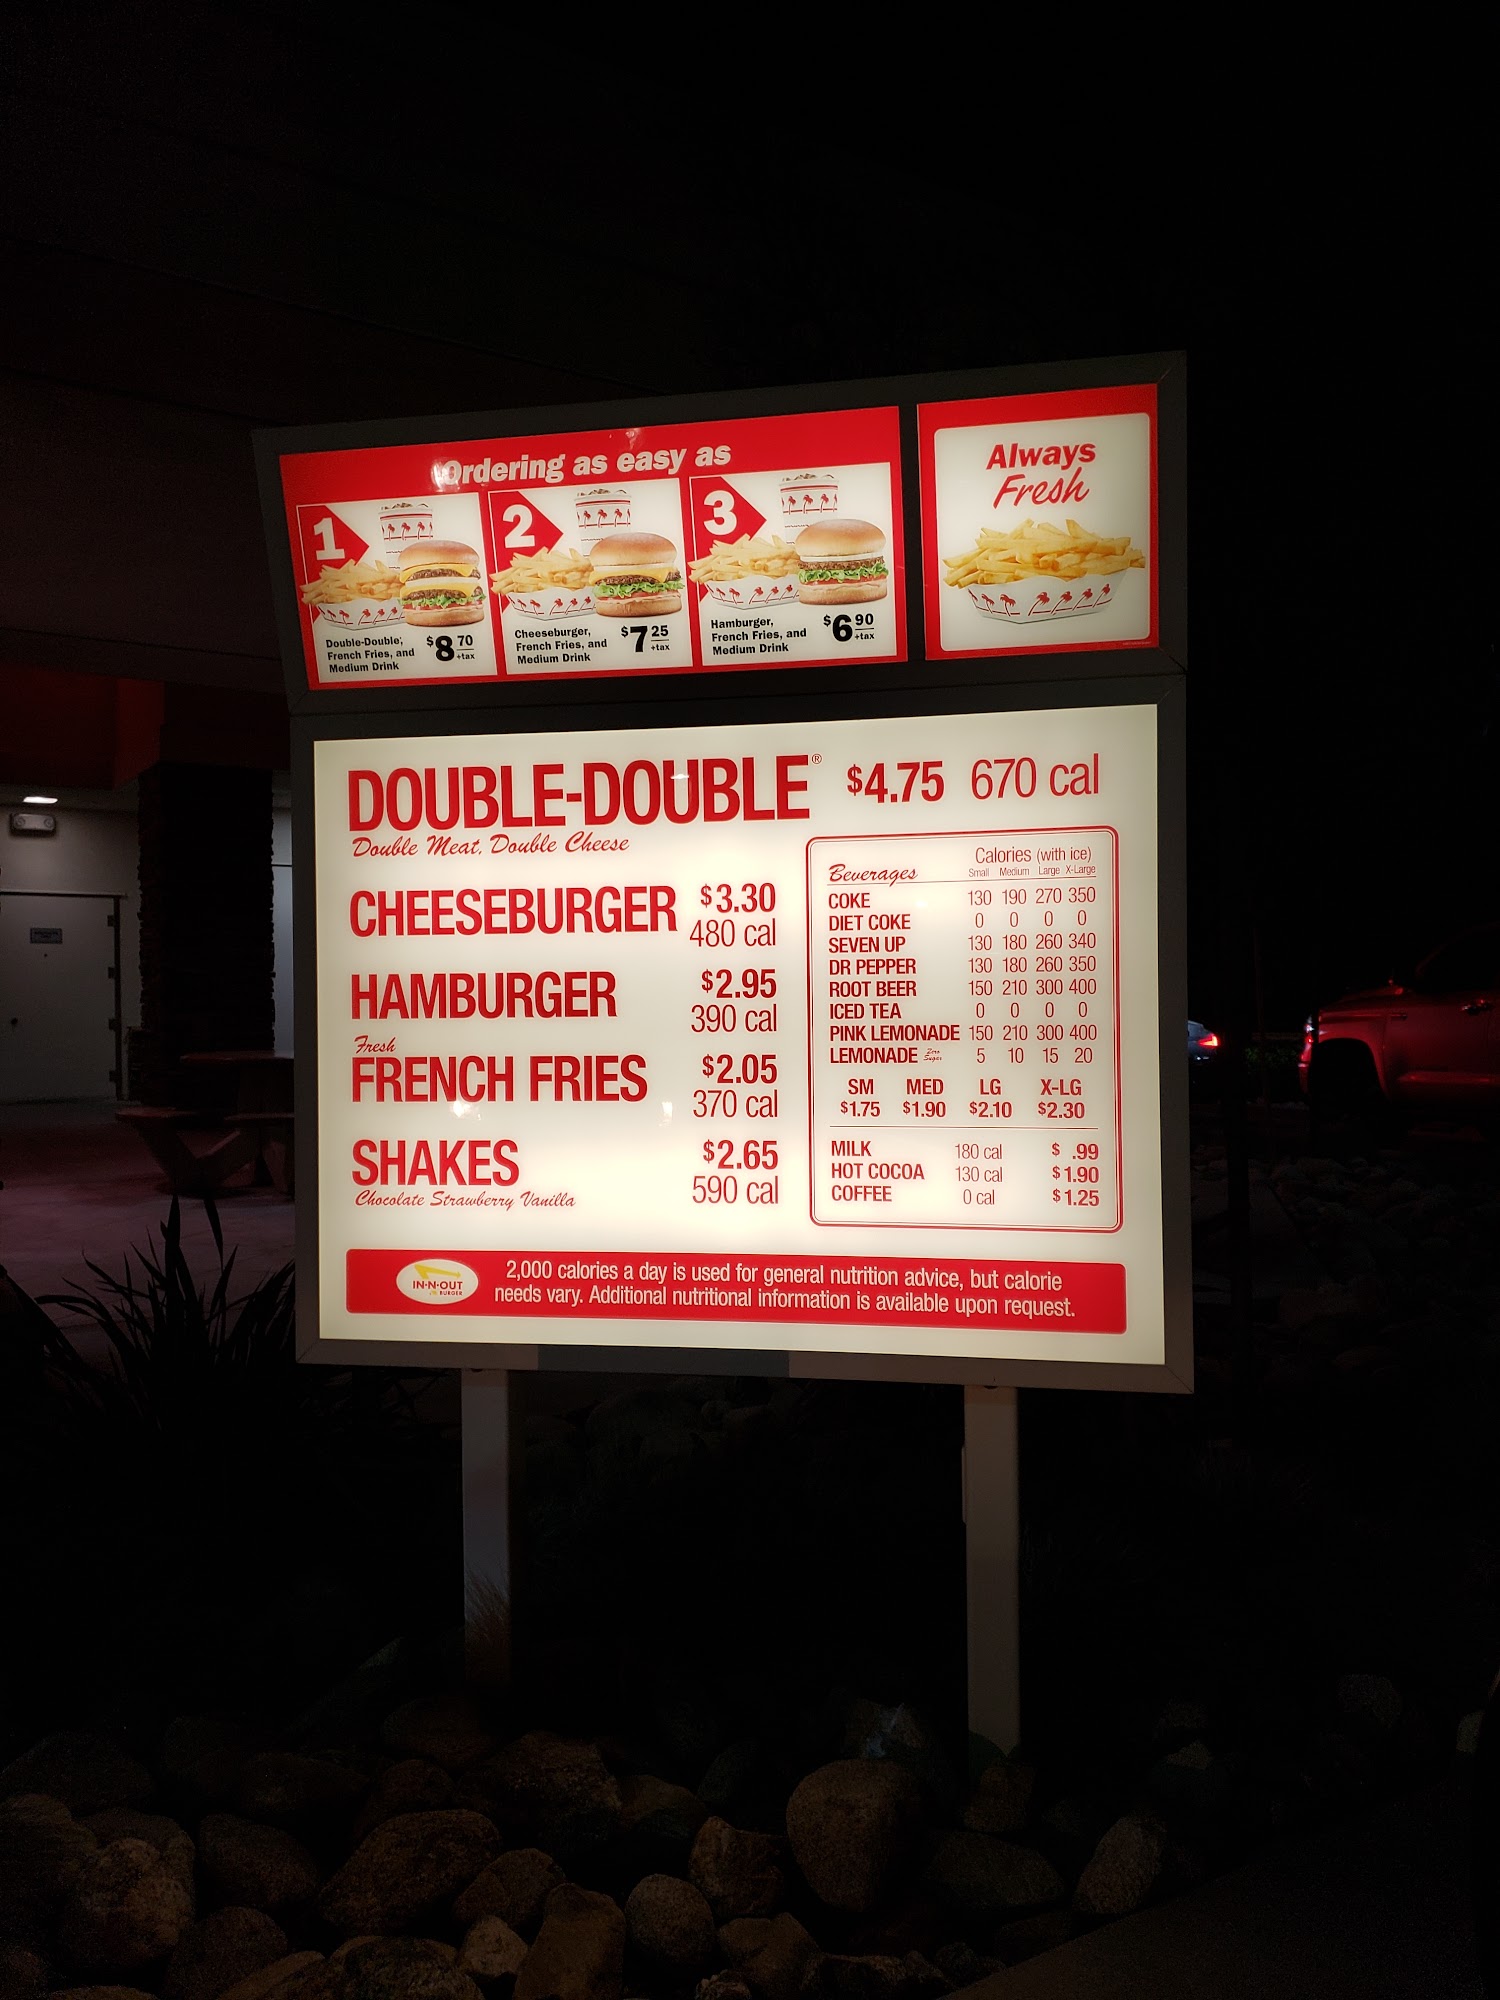 Ordering as easy as
1
Double-Double,
French Fries, and
Medium Drink
$8 70 +tax
2
Cheeseburger,
French Fries, and
Medium Drink
$7 25 +tax
3
Hamburger,
French Fries, and
Medium Drink
$6 90 +tax
Always
Fresh
DOUBLE-DOUBLE® $4.75 670 cal
Double Meat, Double Cheese
CHEESEBURGER $3.30
480 cal
HAMBURGER $2.95
390 cal
Fresh
FRENCH FRIES $2.05
370 cal
SHAKES $2.65
590 cal
Chocolate Strawberry Vanilla
Calories (with ice)
Beverages Small Medium Large X-Large
COKE 130 190 270 350
DIET COKE 0 0 0 0
SEVEN UP 130 180 260 340
DR PEPPER 130 180 260 350
ROOT BEER 150 210 300 400
ICED TEA 0 0 0 0
PINK LEMONADE 150 210 300 400
LEMONADE Zero Sugar 5 10 15 20
SM MED LG X-LG
$1.75 $1.90 $2.10 $2.30
MILK 180 cal $ .99
HOT COCOA 130 cal $1.90
COFFEE 0 cal $1.25
IN-N-OUT
BURGER
2,000 calories a day is used for general nutrition advice, but calorie
needs vary. Additional nutritional information is available upon request.